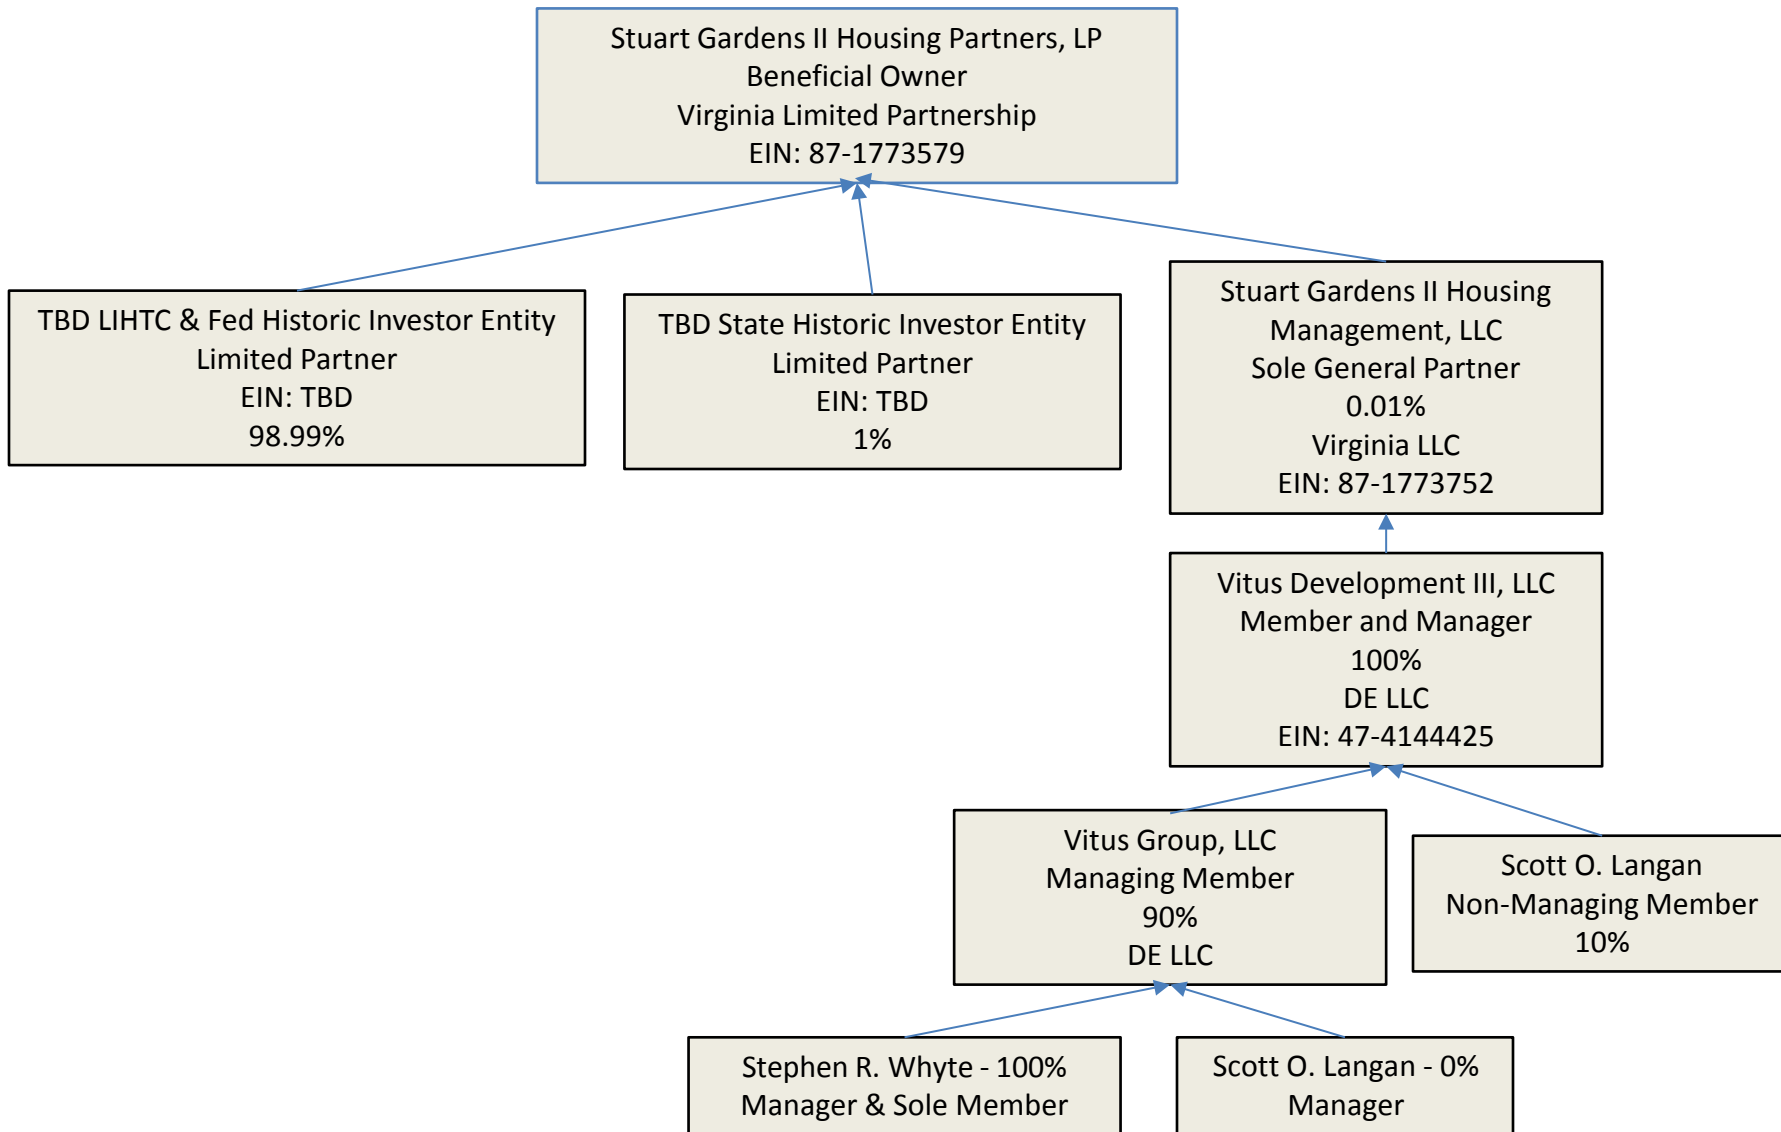 Stuart Gardens II Housing Partners, LP
Beneficial Owner
Virginia Limited Partnership
EIN: 87-1773579
TBD LIHTC & Fed Historic Investor Entity
Limited Partner
EIN: TBD
98.99%
TBD State Historic Investor Entity
Limited Partner
EIN: TBD
1%
Stuart Gardens II Housing
Management, LLC
Sole General Partner
0.01%
Virginia LLC
EIN: 87-1773752
Vitus Development III, LLC
Member and Manager
100%
DE LLC
EIN: 47-4144425
Vitus Group, LLC
Managing Member
90%
DE LLC
Scott O. Langan
Non-Managing Member
10%
Stephen R. Whyte - 100%
Manager & Sole Member
Scott O. Langan - 0%
Manager